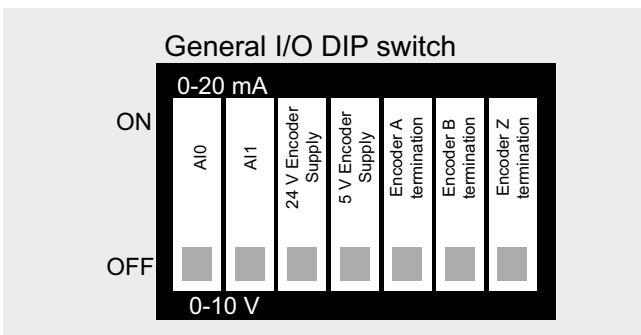 General I/O DIP switch
0-20 mA
ON
AI0
AI1
24 V Encoder
Supply
5 V Encoder
Supply
Encoder A
termination
Encoder B
termination
Encoder Z
termination
OFF
0-10 V